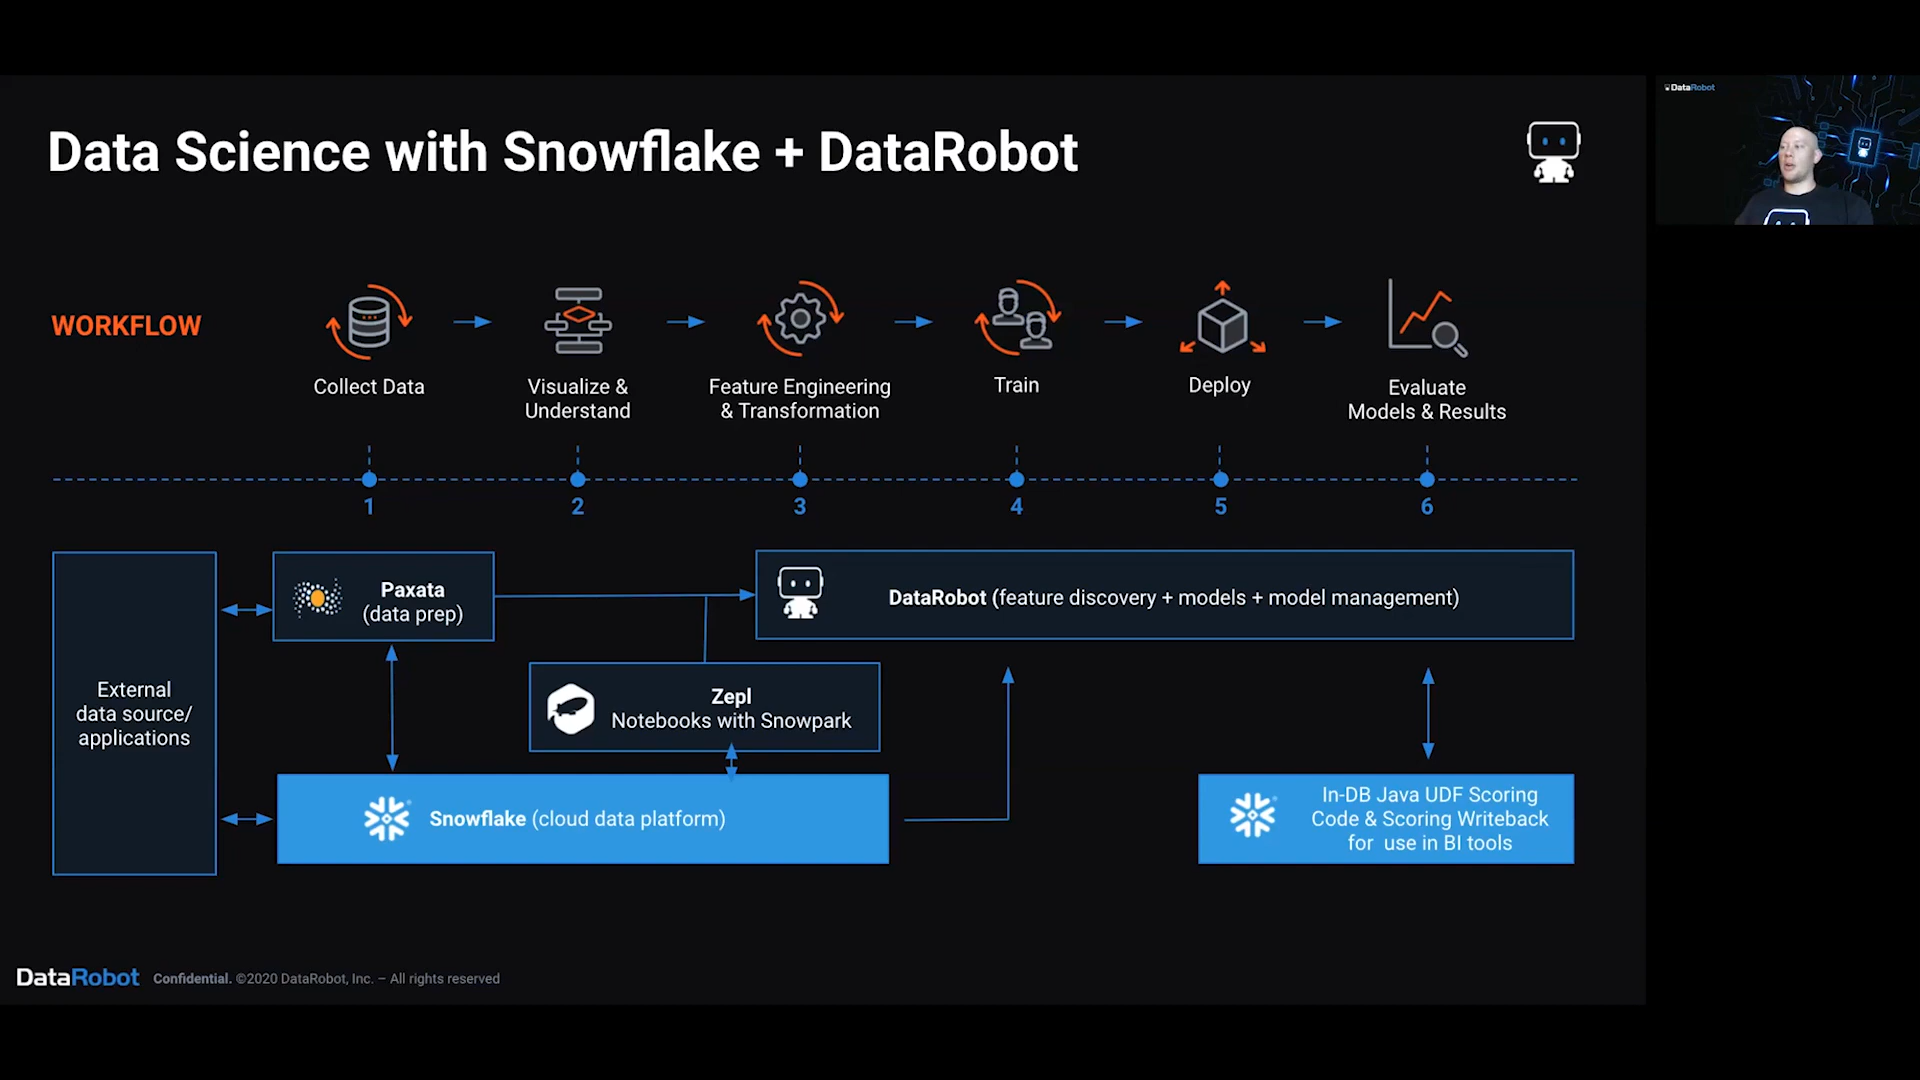 Data Science with Snowflake + DataRobot
DataRobot
WORKFLOW
Collect Data
Visualize &
Understand
Feature Engineering
& Transformation
Train
Deploy
Evaluate
Models & Results
1
2
3
4
5
6
External
data source/
applications
Paxata
(data prep)
DataRobot (feature discovery + models + model management)
Zepl
Notebooks with Snowpark
Snowflake (cloud data platform)
In-DB Java UDF Scoring
Code & Scoring Writeback
for use in BI tools
DataRobot Confidential. ©2020 DataRobot, Inc. – All rights reserved